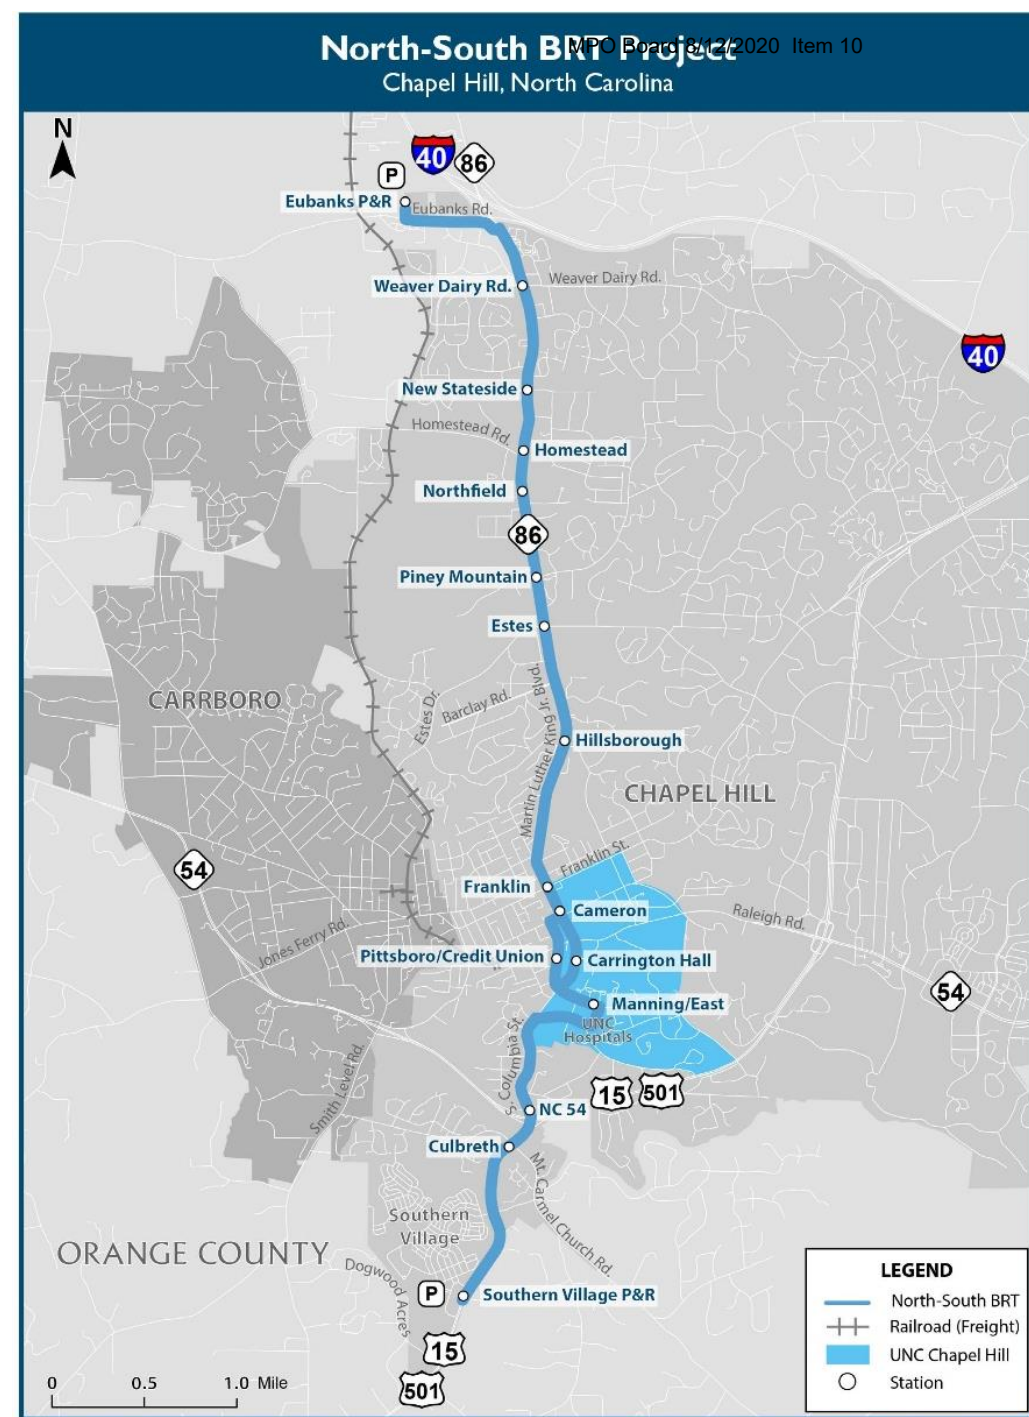 North-South BRT Project
MPO Board 8/12/2020 Item 10
Chapel Hill, North Carolina
N
40
86
P
Eubanks P&R
Eubanks Rd.
Weaver Dairy Rd.
Weaver Dairy Rd.
40
New Stateside
Homestead Rd.
Homestead
Northfield
86
Piney Mountain
Estes
CARRBORO
Estes Dr.
Barclay Rd.
Martin Luther King Jr. Blvd.
Hillsborough
CHAPEL HILL
54
Franklin St.
Franklin
Cameron
Raleigh Rd.
Jones Ferry Rd.
Pittsboro/Credit Union
Carrington Hall
54
Manning/East
UNC
Hospitals
S. Columbia St.
Smith Level Rd.
15
501
NC 54
Culbreth
Mt. Carmel Church Rd.
Southern
Village
ORANGE COUNTY
Dogwood Acres
P
Southern Village P&R
15
501
LEGEND
North-South BRT
Railroad (Freight)
UNC Chapel Hill
Station
0 0.5 1.0 Mile